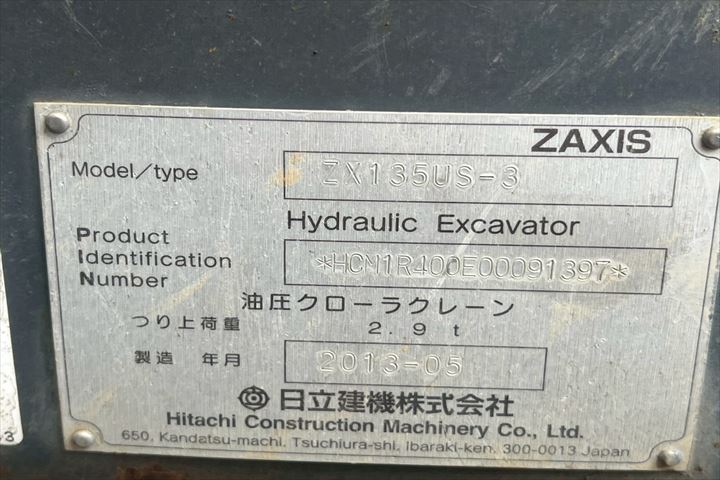 ZAXIS
Model/type ZX135US-3
Hydraulic Excavator
Product
Identification
Number *HCM1R400E00091397*
油圧クローラクレーン
つり上荷重 2.9 t
製造 年月 2013-05
日立建機株式会社
Hitachi Construction Machinery Co., Ltd.
650, Kandatsu-machi, Tsuchiura-shi, Ibaraki-ken, 300-0013 Japan